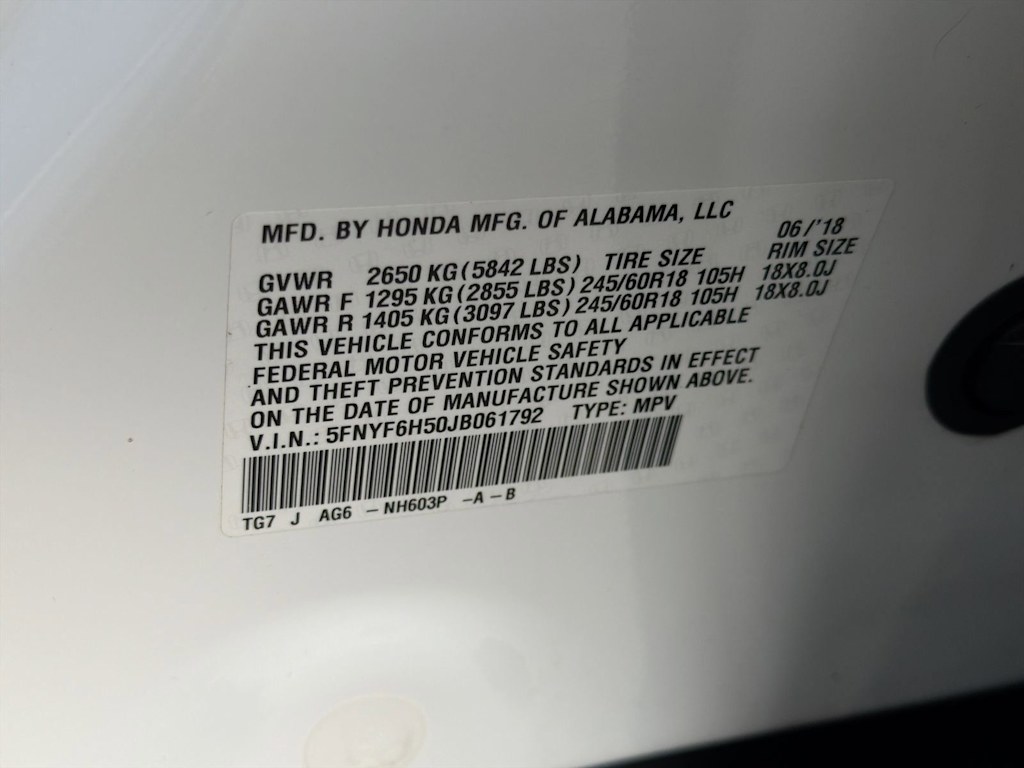 MFD. BY HONDA MFG. OF ALABAMA, LLC
06/'18
GVWR 2650 KG (5842 LBS) TIRE SIZE RIM SIZE
GAWR F 1295 KG (2855 LBS) 245/60R18 105H 18X8.0J
GAWR R 1405 KG (3097 LBS) 245/60R18 105H 18X8.0J
THIS VEHICLE CONFORMS TO ALL APPLICABLE
FEDERAL MOTOR VEHICLE SAFETY
AND THEFT PREVENTION STANDARDS IN EFFECT
ON THE DATE OF MANUFACTURE SHOWN ABOVE.
V.I.N.: 5FNYF6H50JB061792 TYPE: MPV
TG7 J AG6 – NH603P –A – B